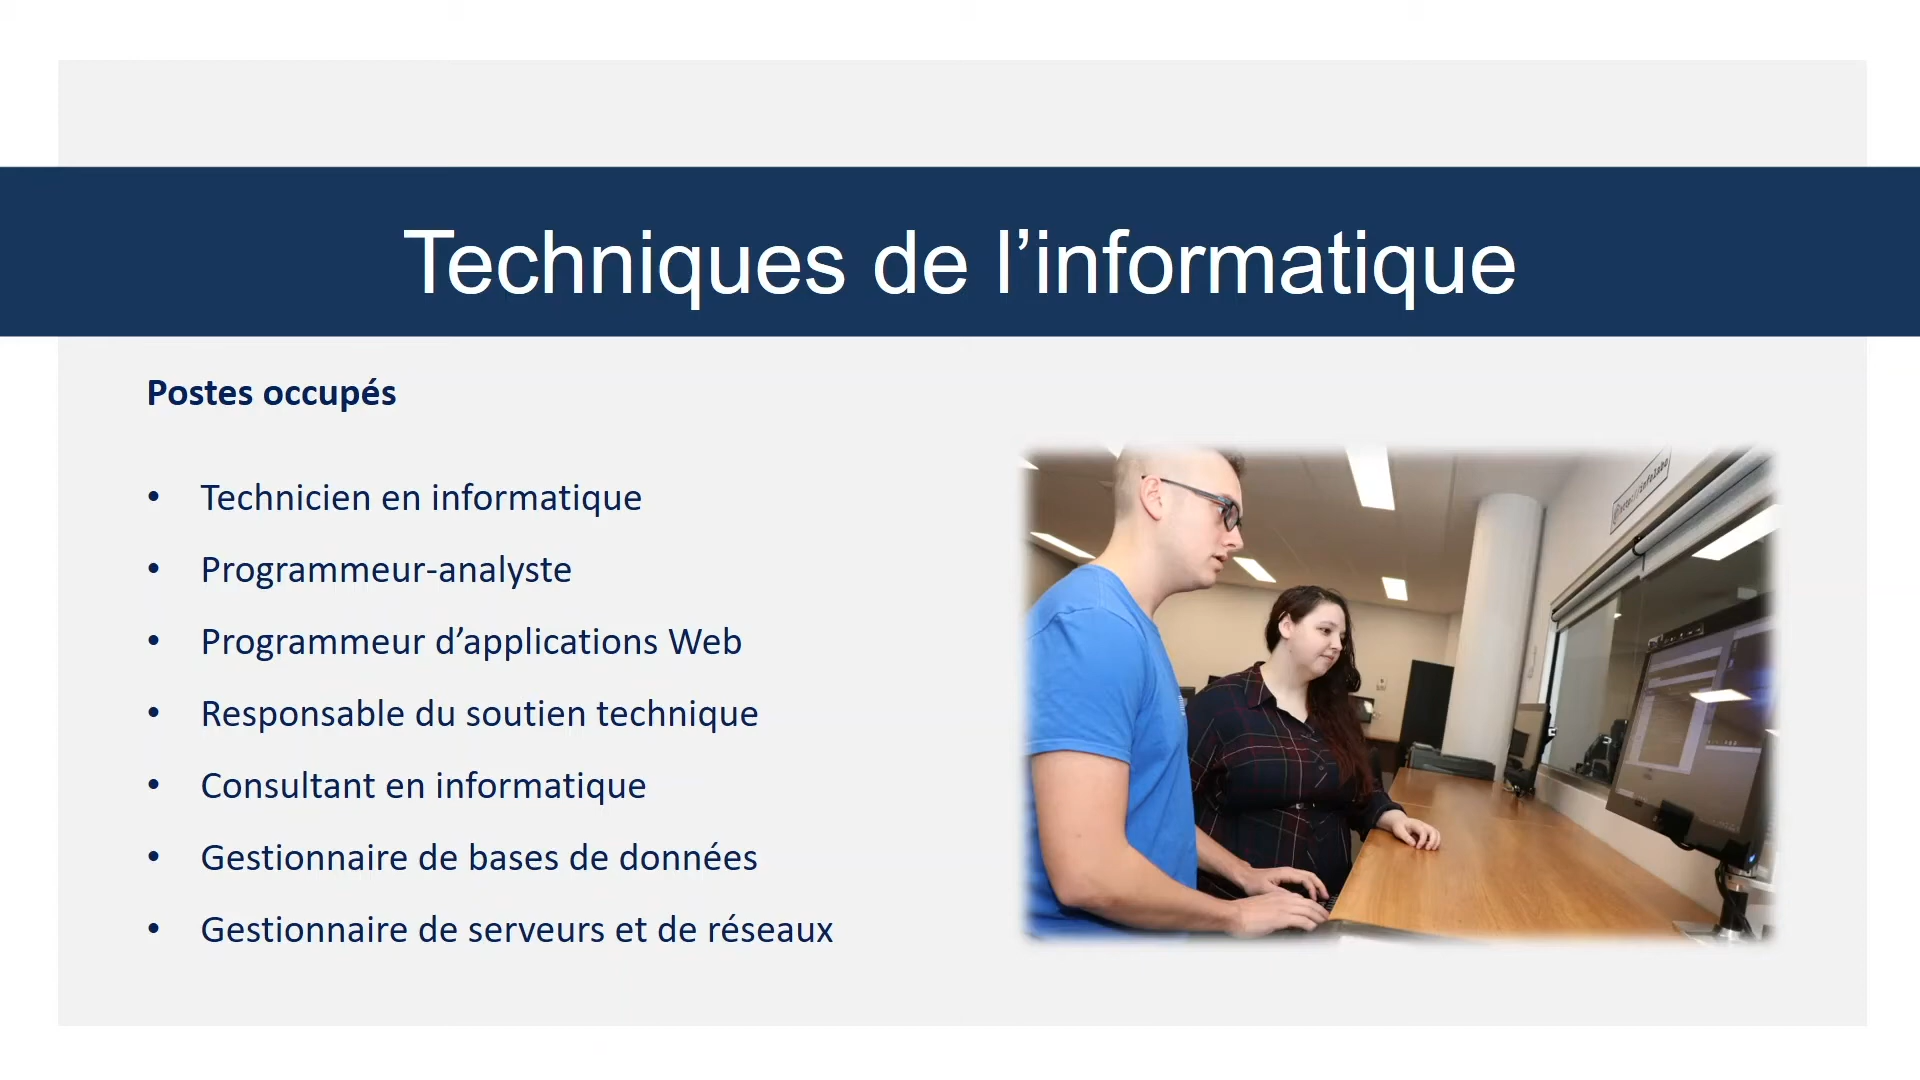 Techniques de l’informatique
Postes occupés
• Technicien en informatique
• Programmeur-analyste
• Programmeur d’applications Web
• Responsable du soutien technique
• Consultant en informatique
• Gestionnaire de bases de données
• Gestionnaire de serveurs et de réseaux